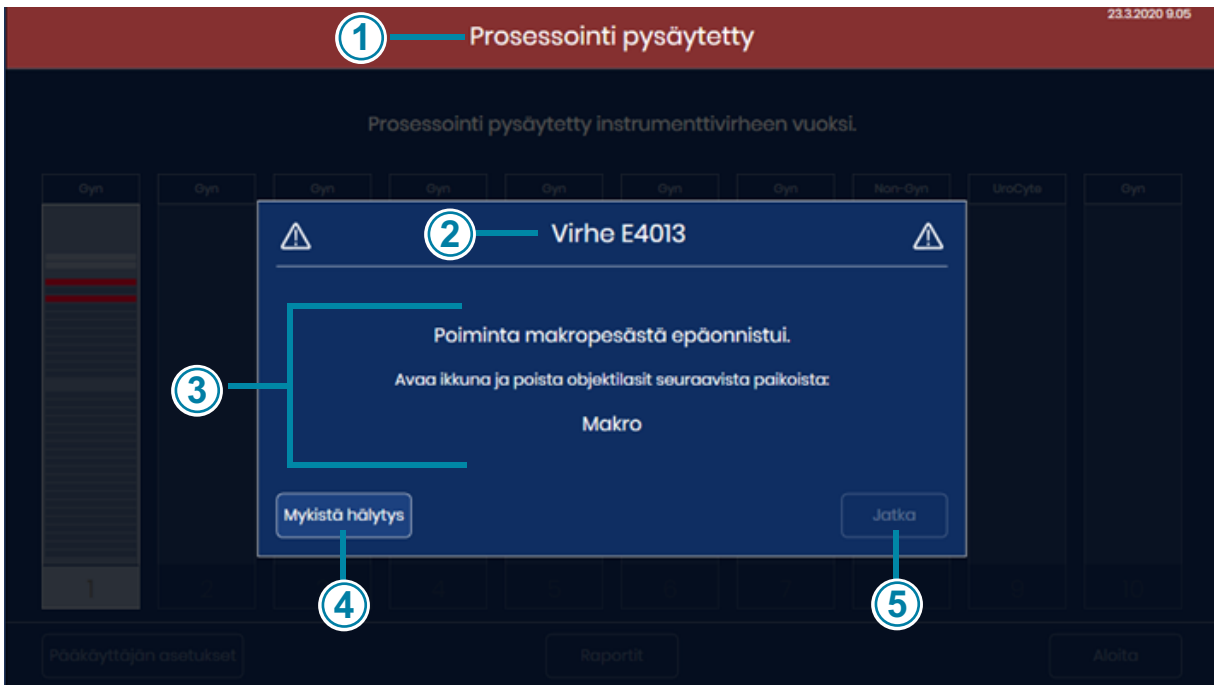 23.3.2020 9.05
1
Prosessointi pysäytetty
Prosessointi pysäytetty instrumenttivirheen vuoksi.
Gyn Gyn Gyn Gyn Gyn Gyn Gyn Non-Gyn UroCyte Gyn
2
Virhe E4013
3
Poiminta makropesästä epäonnistui.
Avaa ikkuna ja poista objektilasit seuraavista paikoista:
Makro
Mykistä hälytys
Jatka
1 2 3 4 5 6 7 9 10
4
5
Pääkäyttäjän asetukset
Raportit
Aloita